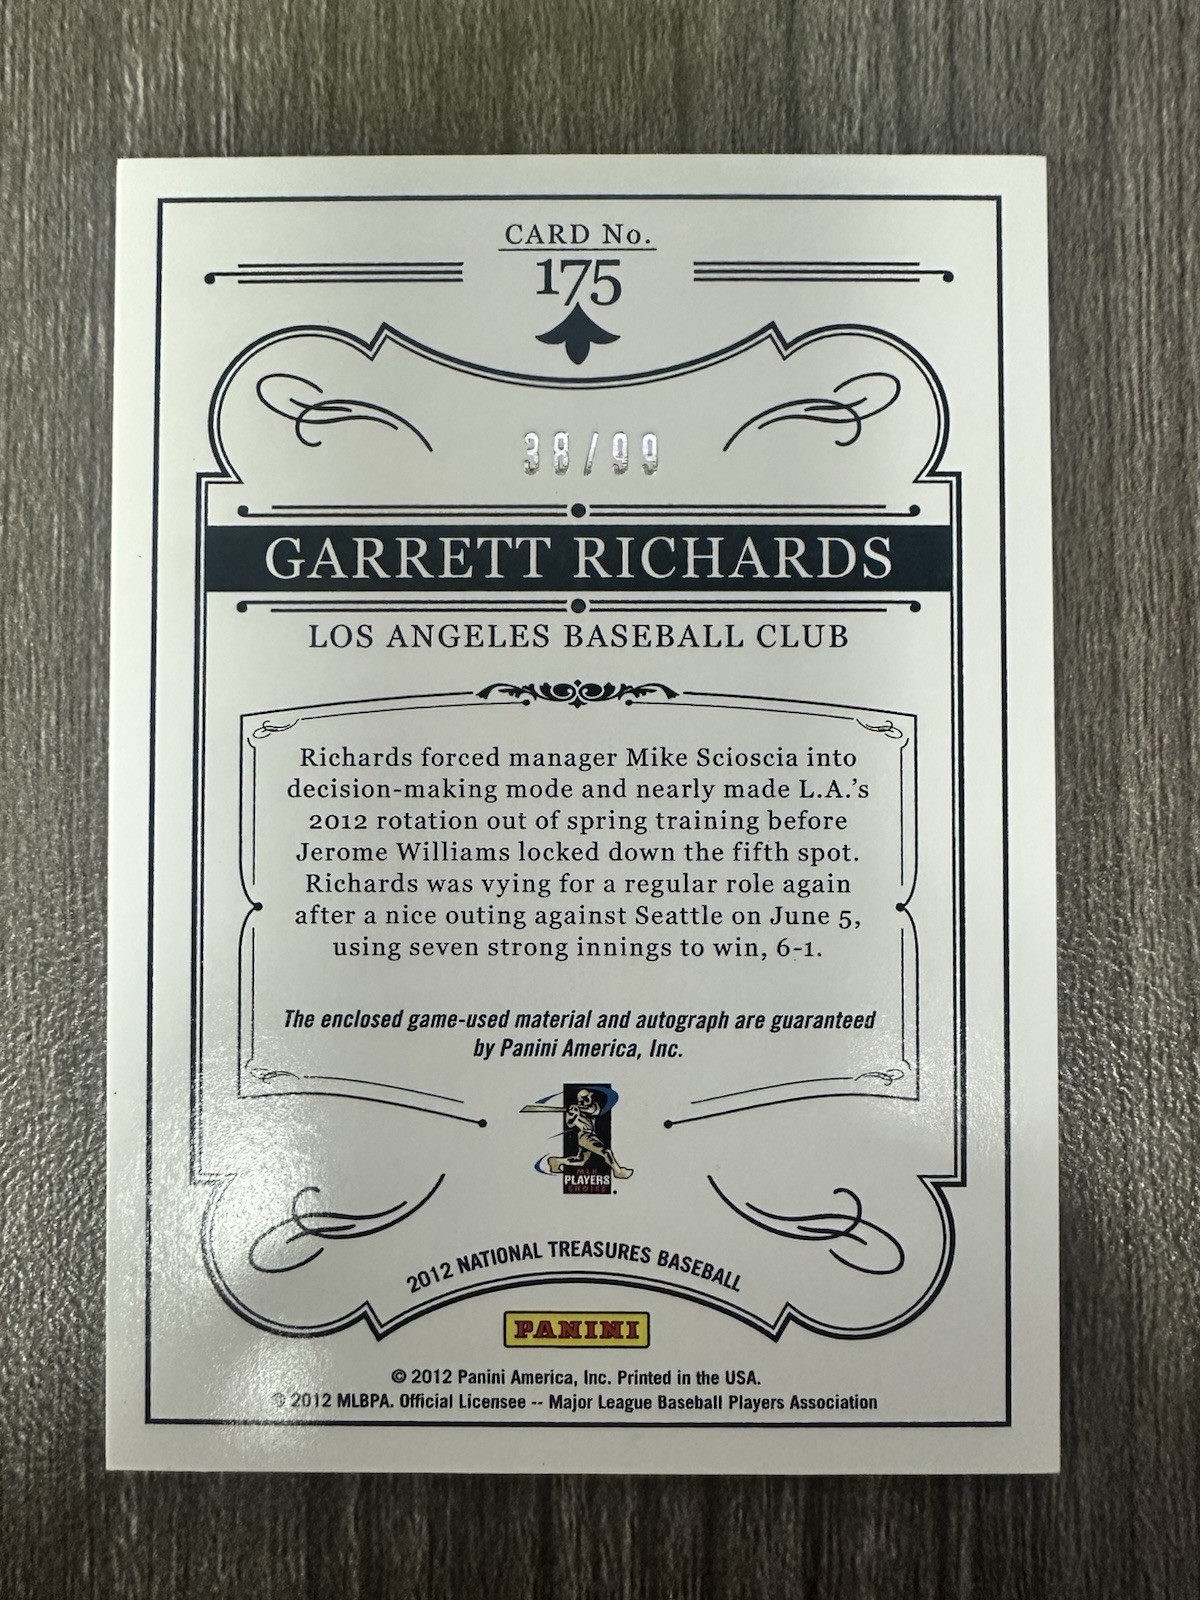 CARD No.
175
38/99
GARRETT RICHARDS
LOS ANGELES BASEBALL CLUB
Richards forced manager Mike Scioscia into
decision-making mode and nearly made L.A.'s
2012 rotation out of spring training before
Jerome Williams locked down the fifth spot.
Richards was vying for a regular role again
after a nice outing against Seattle on June 5,
using seven strong innings to win, 6-1.
The enclosed game-used material and autograph are guaranteed
by Panini America, Inc.
MLB
PLAYERS
CHOICE
2012 NATIONAL TREASURES BASEBALL
PANINI
© 2012 Panini America, Inc. Printed in the USA.
© 2012 MLBPA. Official Licensee -- Major League Baseball Players Association